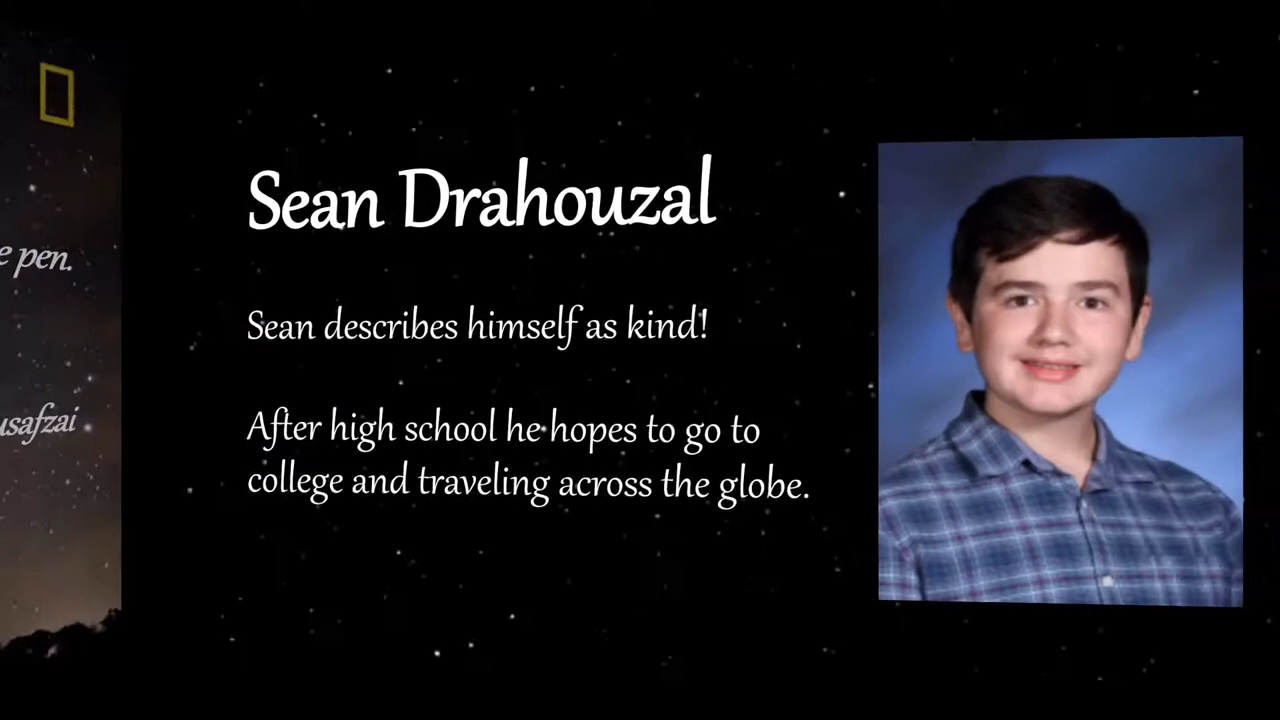 e pen.
usafzai
Sean Drahouzal
Sean describes himself as kind!
After high school he hopes to go to
college and traveling across the globe.